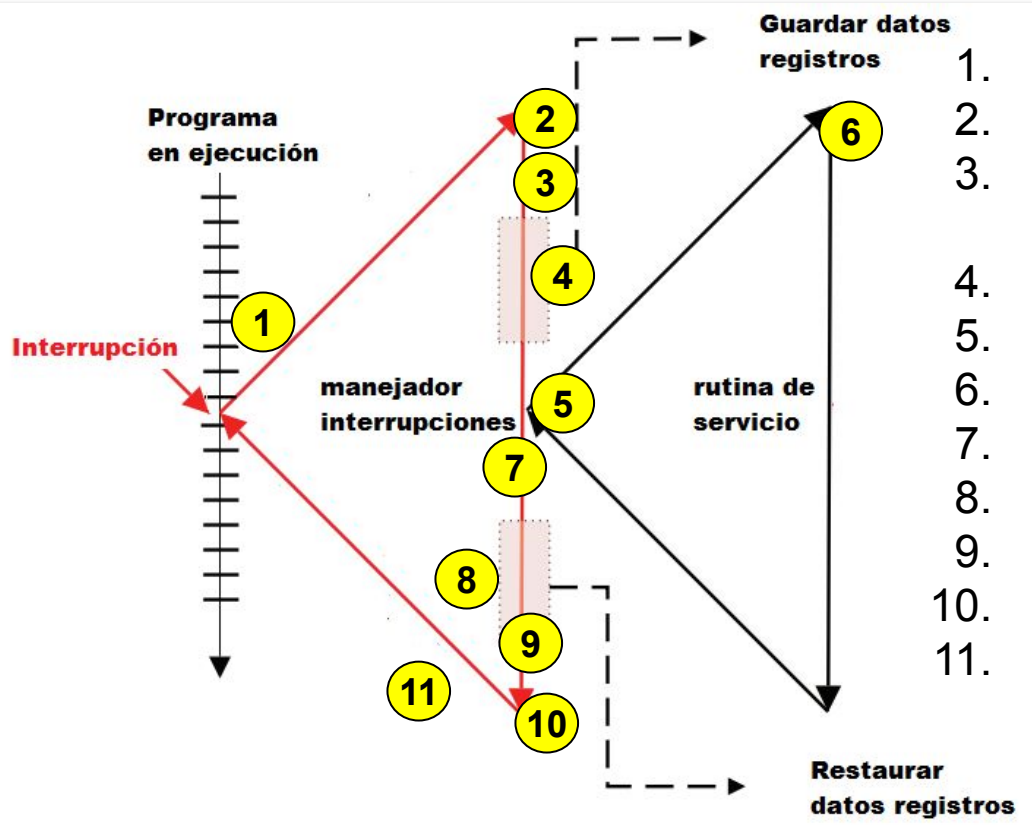 Guardar datos
registros
1.
2.
3.
4.
5.
6.
7.
8.
9.
10.
11.
Programa
en ejecución
2
6
3
4
1
Interrupción
manejador
interrupciones
5
rutina de
servicio
7
8
9
11
10
Restaurar
datos registros